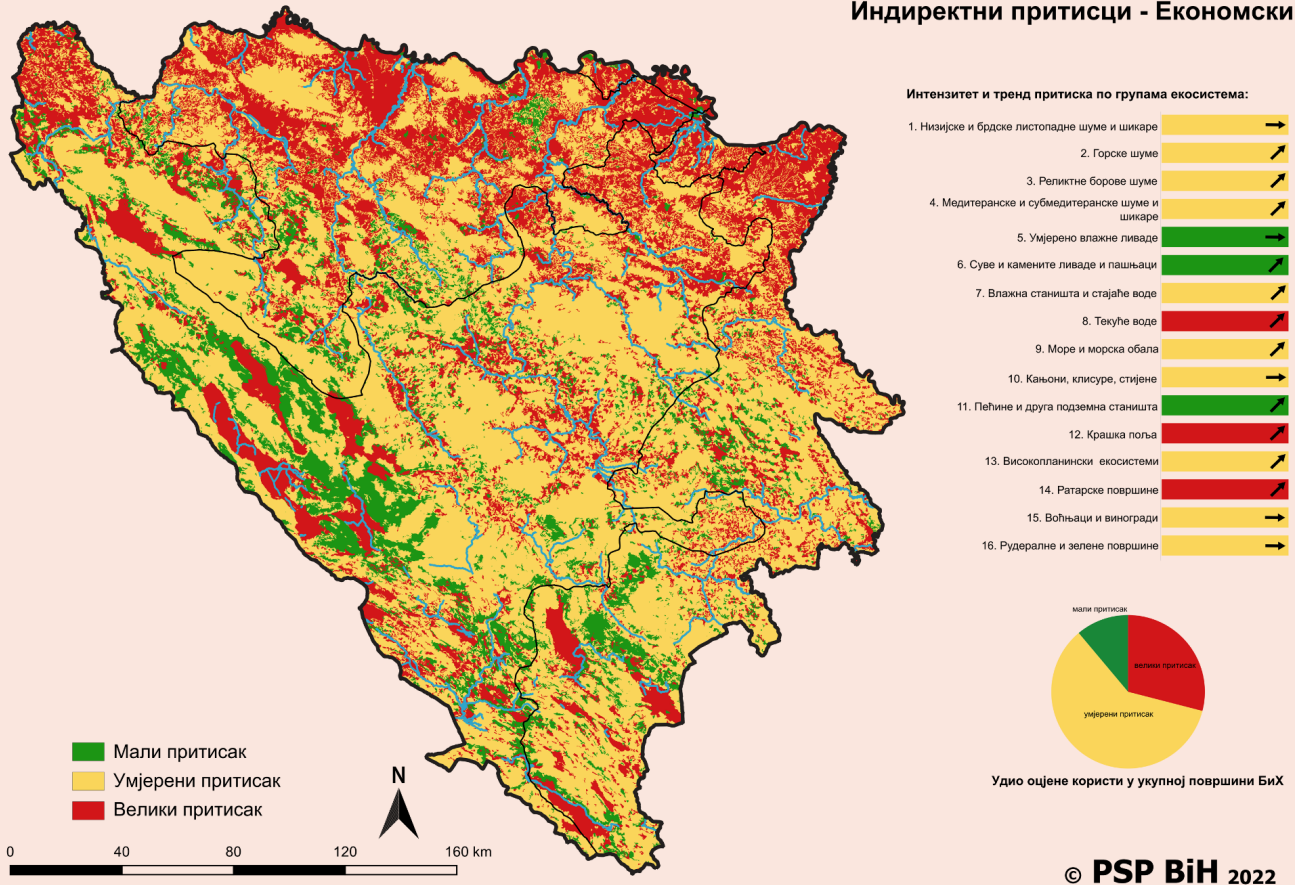 Индиректни притисци - Економски
Интензитет и тренд притиска по групама екосистема:
1. Низијске и брдске листопадне шуме и шикаре
2. Горске шуме
3. Реликтне борове шуме
4. Медитеранске и субмедитеранске шуме и
шикаре
5. Умјерено влажне ливаде
6. Суве и камените ливаде и пашњаци
7. Влажна станишта и стајаће воде
8. Текуће воде
9. Море и морска обала
10. Кањони, клисуре, стијене
11. Пећине и друга подземна станишта
12. Крашка поља
13. Високопланински екосистеми
14. Ратарске површине
15. Воћњаци и виногради
16. Рудералне и зелене површине
мали притисак
велики притисак
умјерени притисак
Удио оцјене користи у укупној површини БиХ
Мали притисак
Умјерени притисак
Велики притисак
N
0 40 80 120 160 km
© PSP BiH 2022